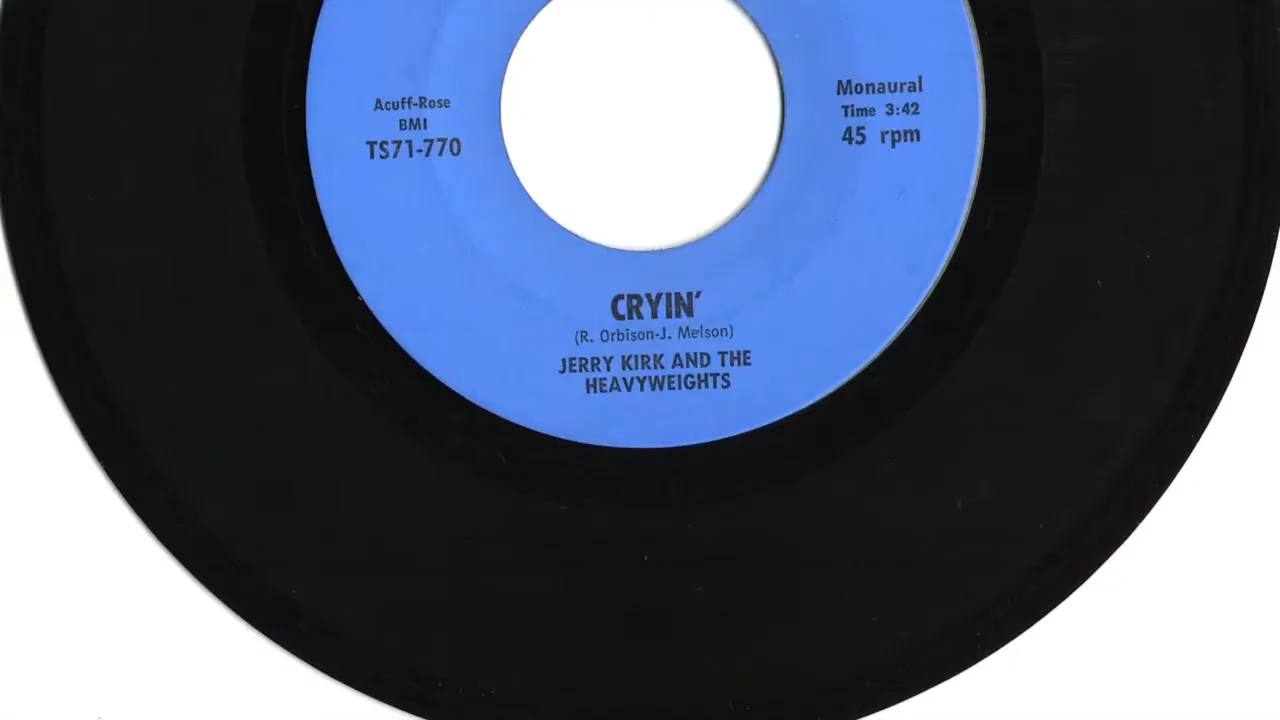 Acuff-Rose
BMI
TS71-770
Monaural
Time 3:42
45 rpm
CRYIN'
(R. Orbison-J. Melson)
JERRY KIRK AND THE
HEAVYWEIGHTS